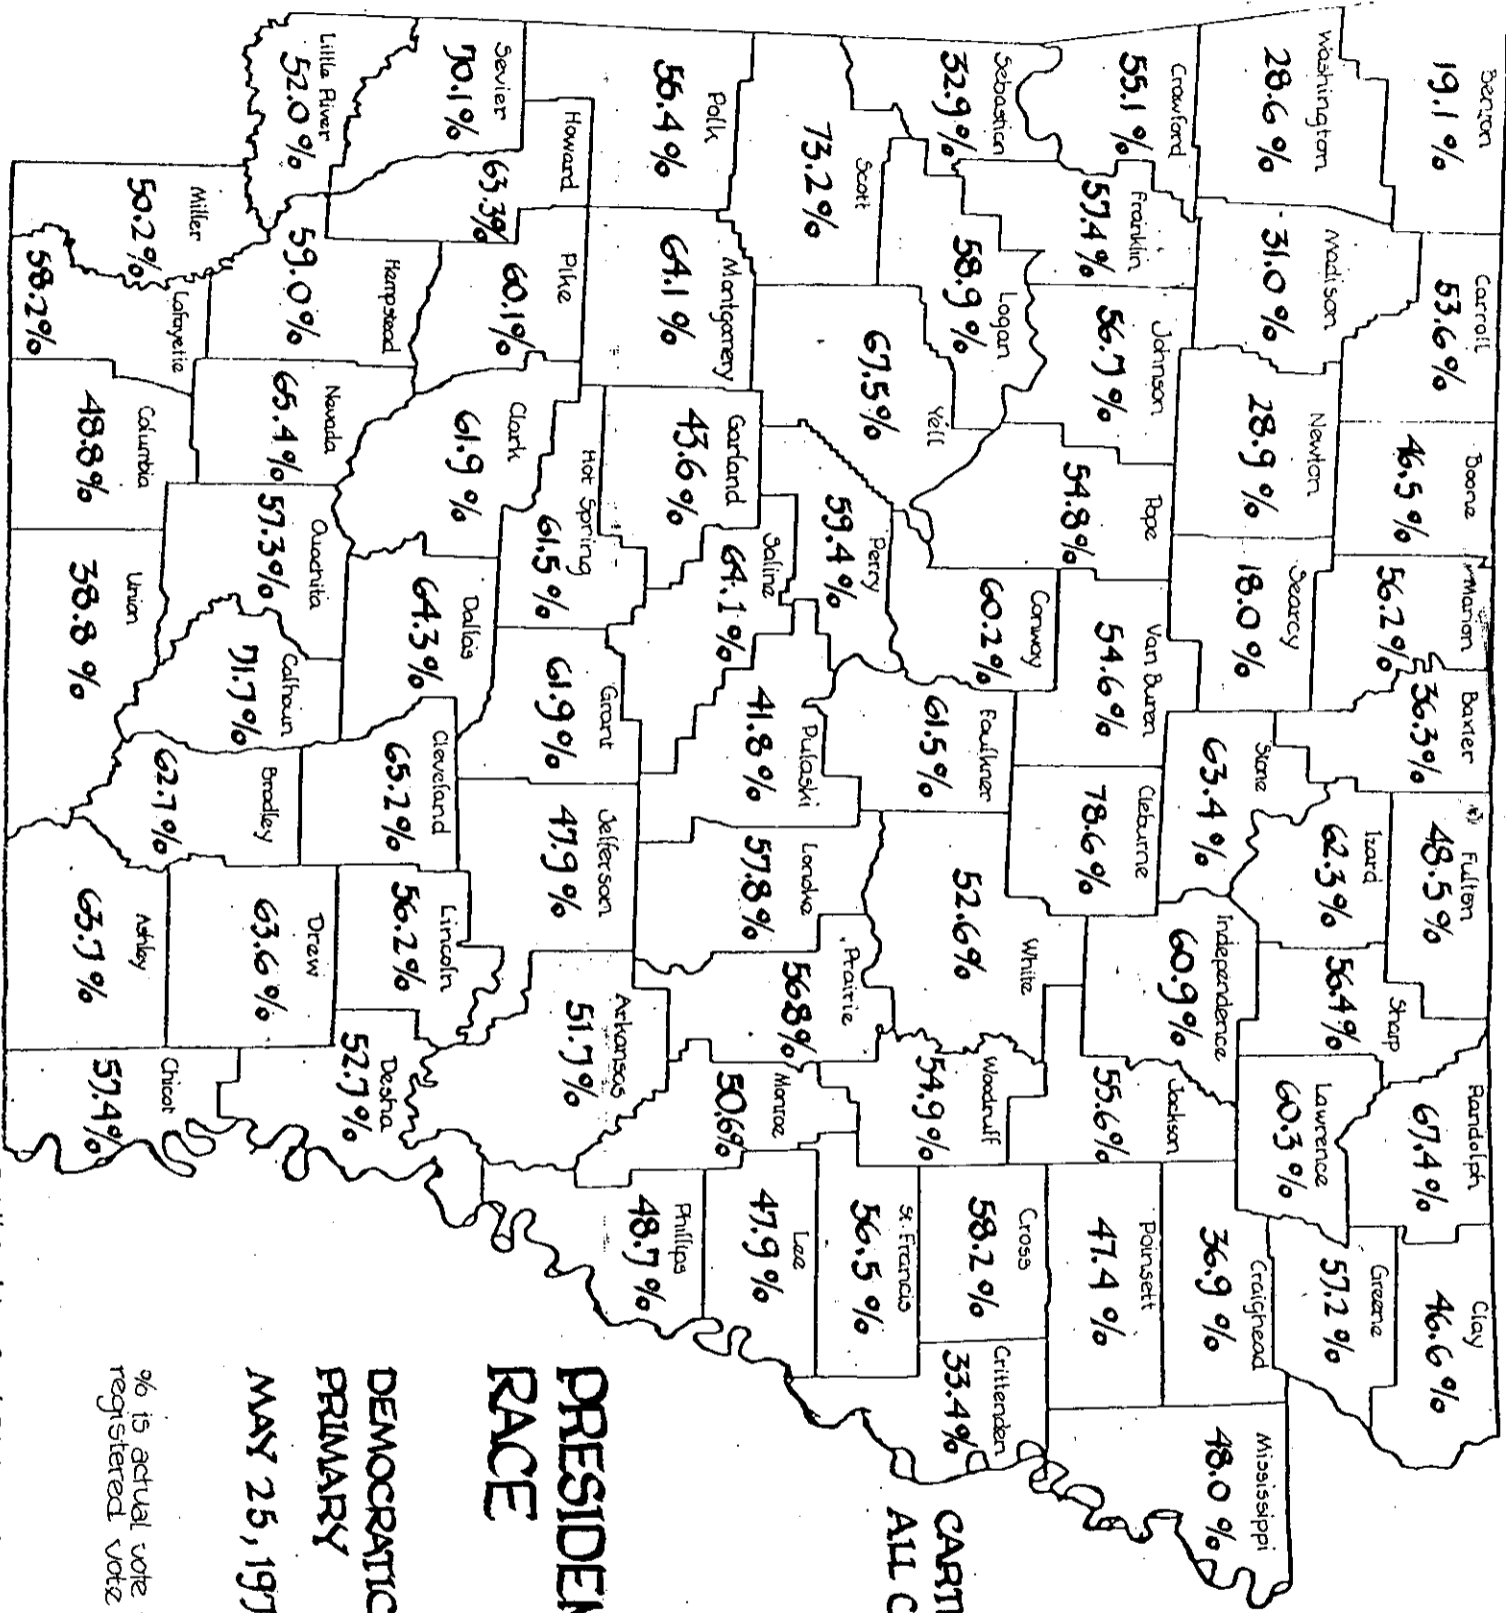 Benton
19.1%
Carroll
53.6%
Boone
46.5%
Marion
56.2%
Baxter
36.3%
Fulton
48.5%
Randolph
67.4%
Clay
46.6%
Sharp
56.4%
Greene
57.2%
Izard
62.3%
Lawrence
60.3%
Washington
28.6%
Madison
31.0%
Newton
28.9%
Searcy
18.0%
Stone
63.4%
Independence
60.9%
Craighead
36.9%
Mississippi
48.0%
Crawford
55.1%
Franklin
57.4%
Johnson
56.7%
Pope
54.8%
Van Buren
54.6%
Cleburne
78.6%
Jackson
55.6%
Poinsett
47.4%
Sebastian
32.9%
Logan
58.9%
Conway
60.2%
Faulkner
61.5%
White
52.6%
Woodruff
54.9%
Cross
58.2%
Crittenden
33.4%
Scott
73.2%
Yell
67.5%
Perry
59.4%
Prairie
56.8%
St. Francis
56.5%
Polk
55.4%
Montgomery
64.1%
Garland
43.6%
Saline
64.1%
Pulaski
41.8%
Lonoke
57.8%
Monroe
50.6%
Lee
47.9%
Phillips
48.7%
Howard
63.3%
Pike
60.1%
Hot Spring
61.5%
Grant
61.9%
Jefferson
47.9%
Arkansas
51.7%
Sevier
70.1%
Clark
61.9%
Dallas
64.3%
Cleveland
65.2%
Lincoln
56.2%
Desha
52.7%
Little River
52.0%
Hempstead
59.0%
Nevada
65.4%
Ouachita
57.3%
Calhoun
71.7%
Bradley
62.7%
Drew
63.6%
Miller
50.2%
Lafayette
58.2%
Columbia
48.8%
Union
38.8%
Ashley
63.7%
Chicot
57.4%
CART
ALL C
PRESIDEN
RACE
DEMOCRATIC
PRIMARY
MAY 25, 197
% is actual vote
registered vote